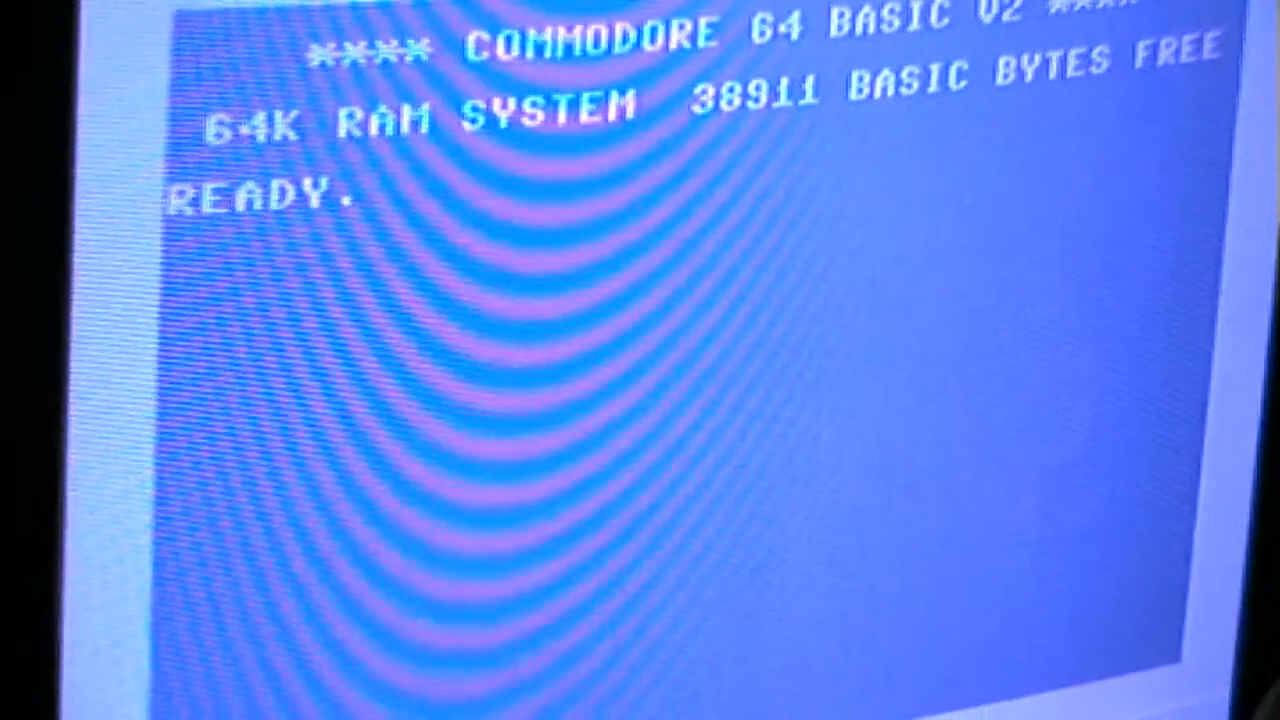 **** COMMODORE 64 BASIC V2 ****
64K RAM SYSTEM 38911 BASIC BYTES FREE
READY.